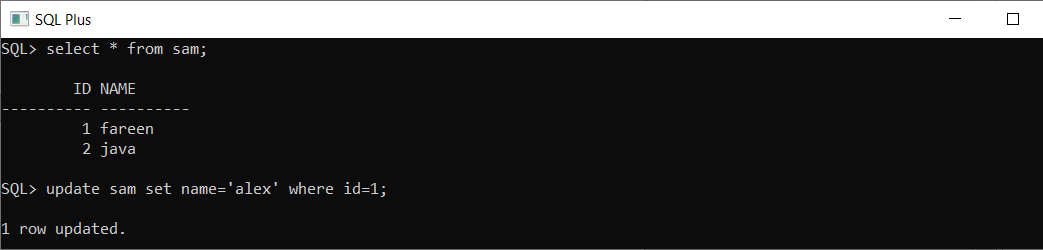 SQL Plus
SQL> select * from sam;
        ID NAME
---------- ----------
         1 fareen
         2 java
SQL> update sam set name='alex' where id=1;
1 row updated.